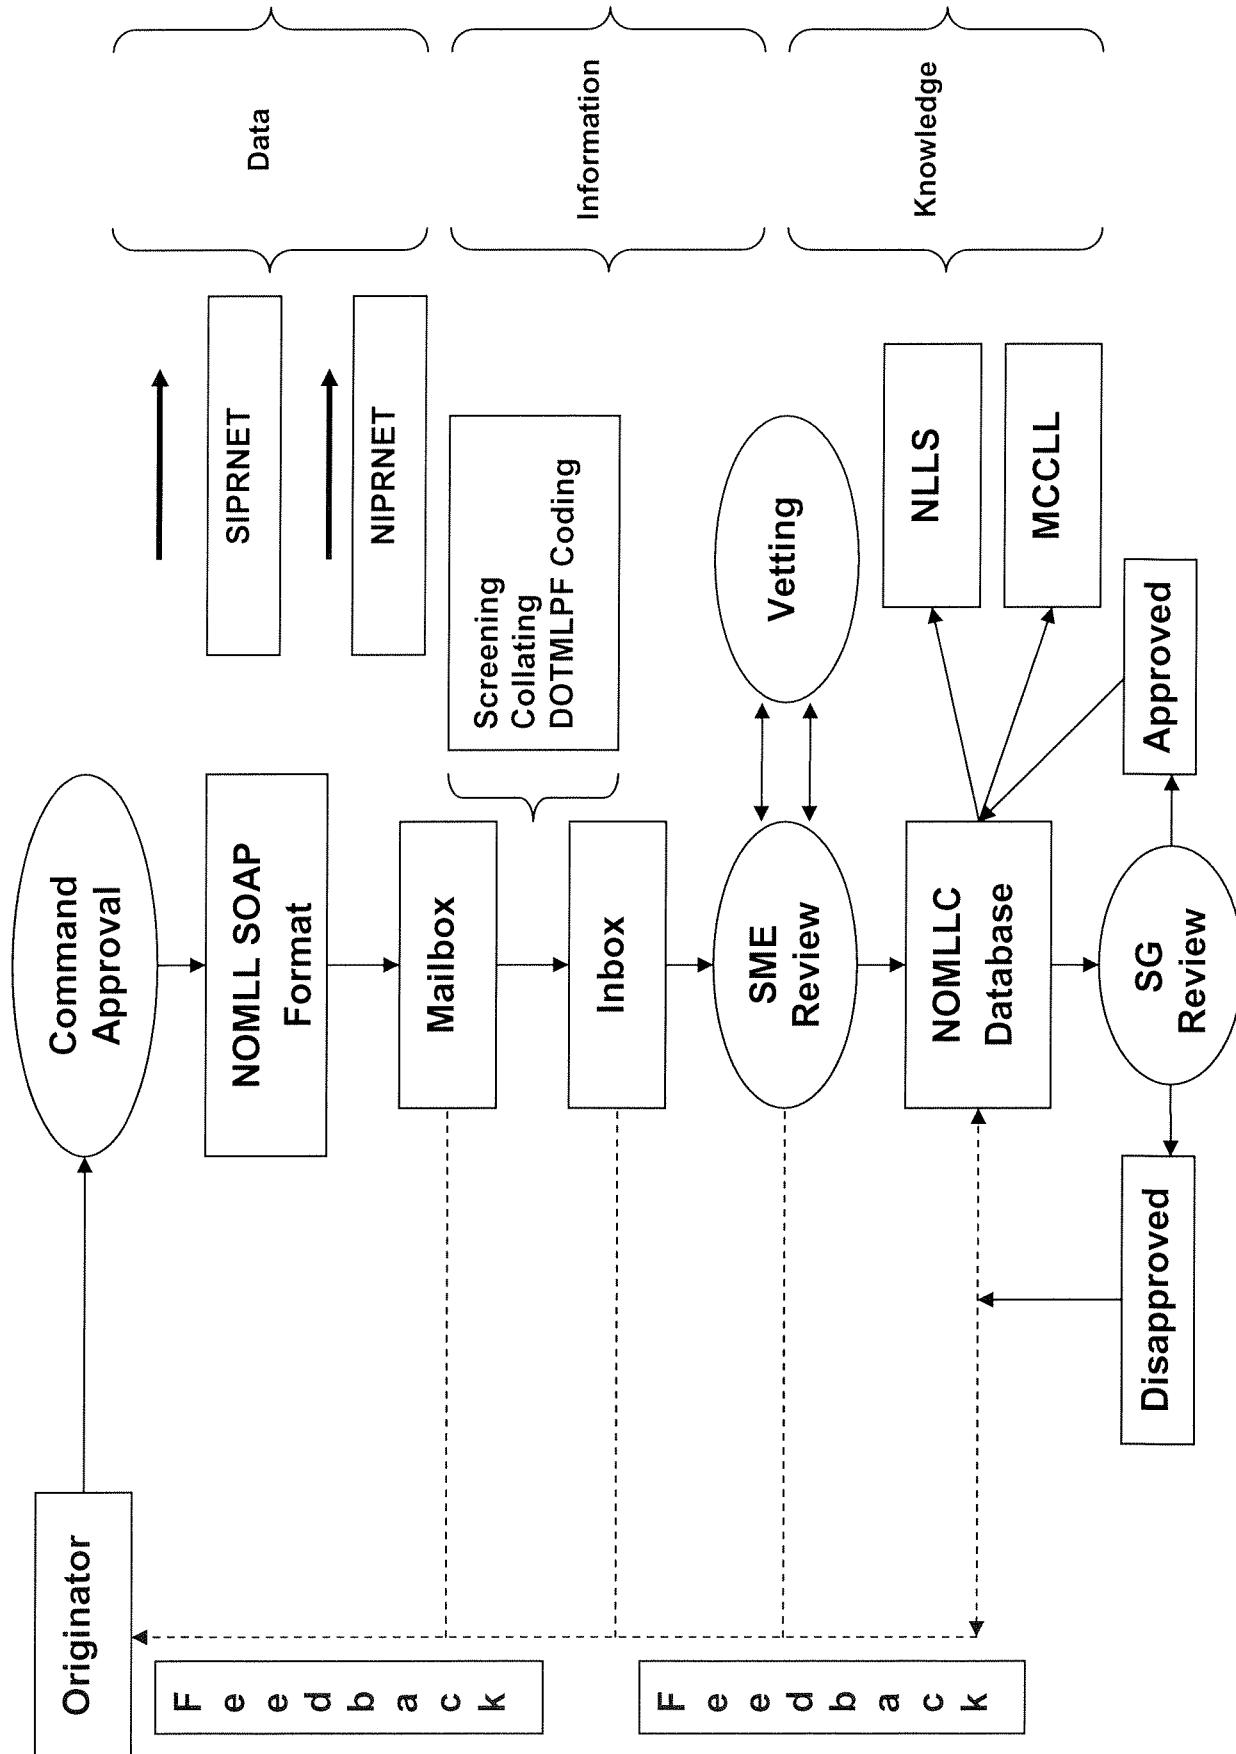 Originator
Command
Approval
NOMLL SOAP
Format
SIPRNET
NIPRNET
Data
Mailbox
Screening
Collating
DOTMLPF Coding
Inbox
Information
SME
Review
Vetting
NOMLLC
Database
NLLS
MCCLL
Knowledge
Disapproved
SG
Review
Approved
Feedback
Feedback